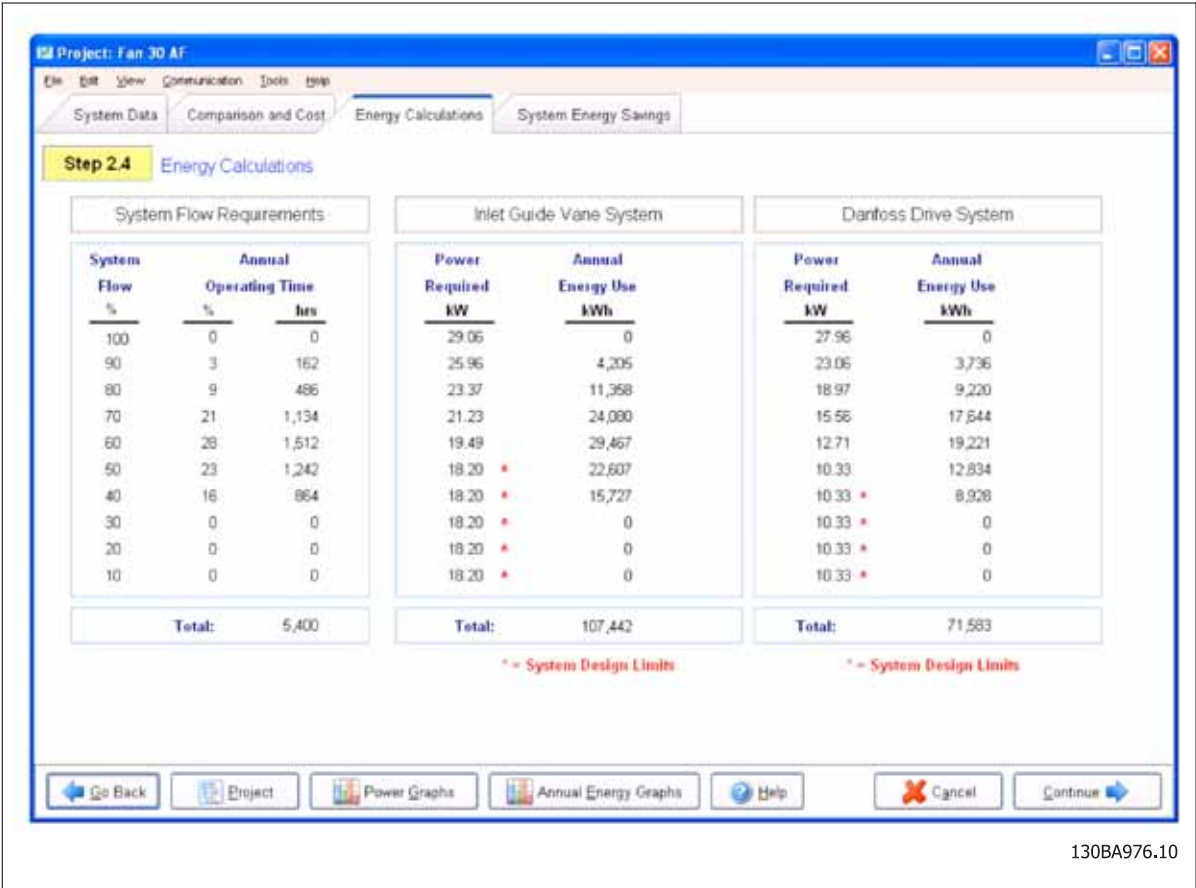 Project: Fan 30 AF
File Edit View Communication Tools Help
System Data Comparison and Cost Energy Calculations System Energy Savings
Step 2.4 Energy Calculations
System Flow Requirements Inlet Guide Vane System Danfoss Drive System
System Annual Power Annual Power Annual
Flow Operating Time Required Energy Use Required Energy Use
% % hrs kW kWh kW kWh
100 0 0 29.06 0 27.96 0
90 3 162 25.96 4,205 23.06 3,736
80 9 486 23.37 11,358 18.97 9,220
70 21 1,134 21.23 24,080 15.56 17,644
60 28 1,512 19.49 29,467 12.71 19,221
50 23 1,242 18.20 * 22,607 10.33 12,834
40 16 864 18.20 * 15,727 10.33 * 8,928
30 0 0 18.20 * 0 10.33 * 0
20 0 0 18.20 * 0 10.33 * 0
10 0 0 18.20 * 0 10.33 * 0
Total: 5,400 Total: 107,442 Total: 71,583
* = System Design Limits * = System Design Limits
Go Back Project Power Graphs Annual Energy Graphs Help Cancel Continue
130BA976.10